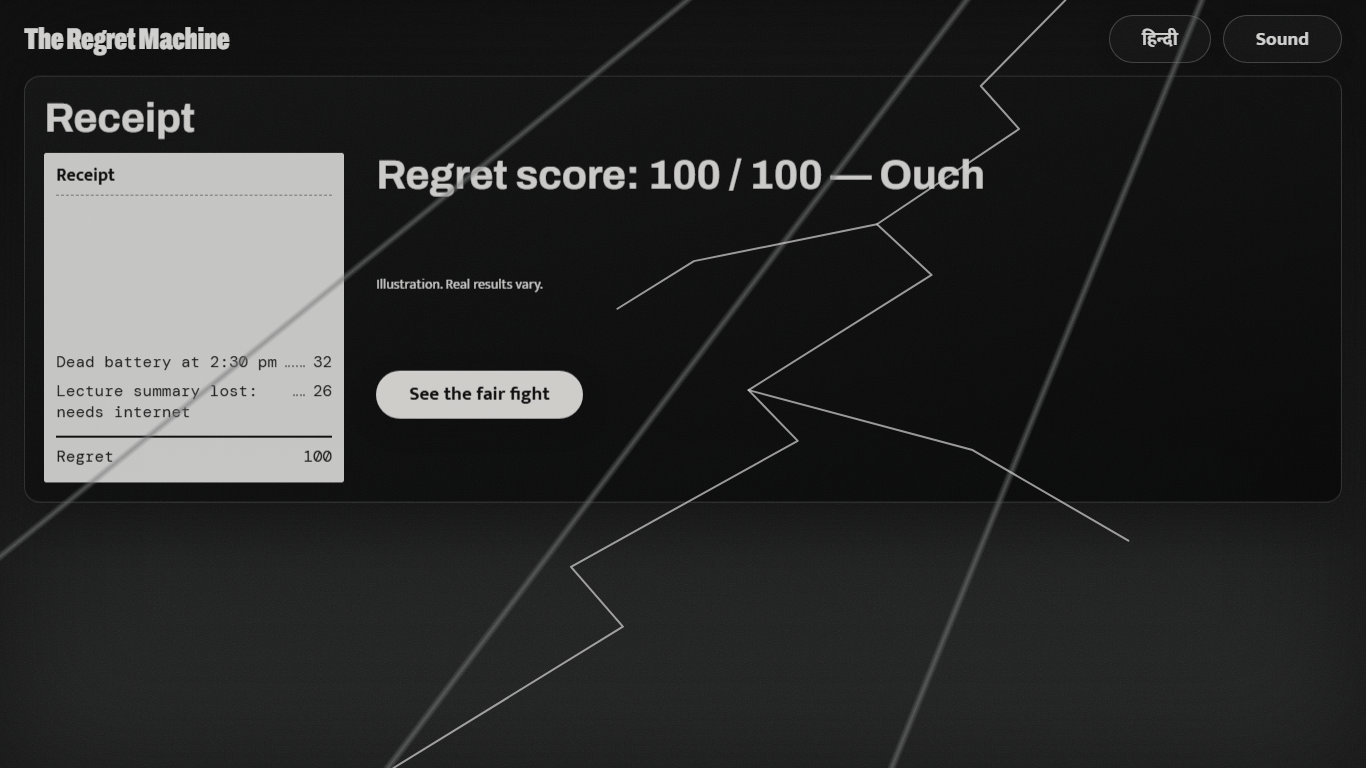 The Regret Machine
हिन्दी
Sound
Receipt
Receipt
Dead battery at 2:30 pm ...... 32
Lecture summary lost: .... 26
needs internet
Regret 100
Regret score: 100 / 100 — Ouch
Illustration. Real results vary.
See the fair fight